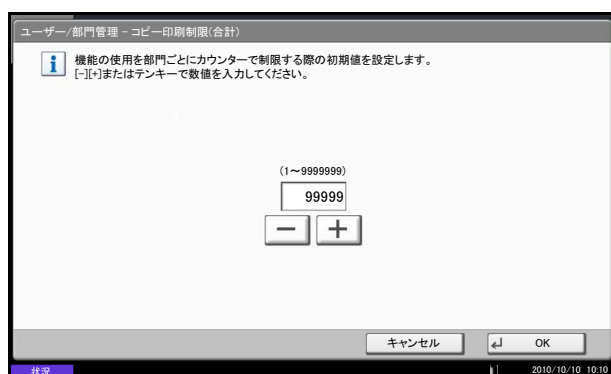 ユーザー/部門管理 - コピー印刷制限(合計)
機能の使用を部門ごとにカウンターで制限する際の初期値を設定します。
[-][+]またはテンキーで数値を入力してください。
(1～9999999)
99999
キャンセル
OK
状況
2010/10/10 10:10